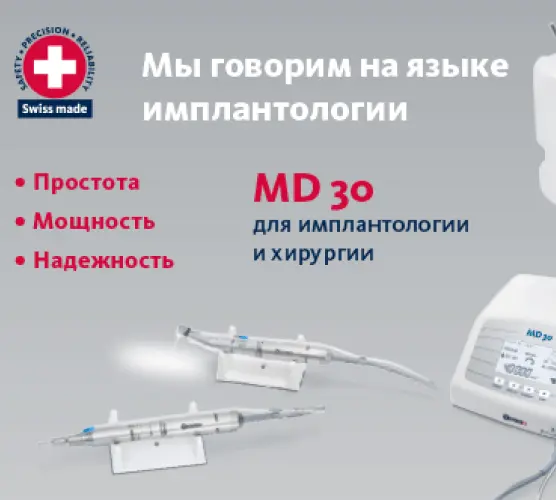 SAFETY • PRECISION • RELIABILITY
Swiss made
Мы говорим на языке
имплантологии
• Простота
• Мощность
• Надежность
MD 30
для имплантологии
и хирургии
MD 30